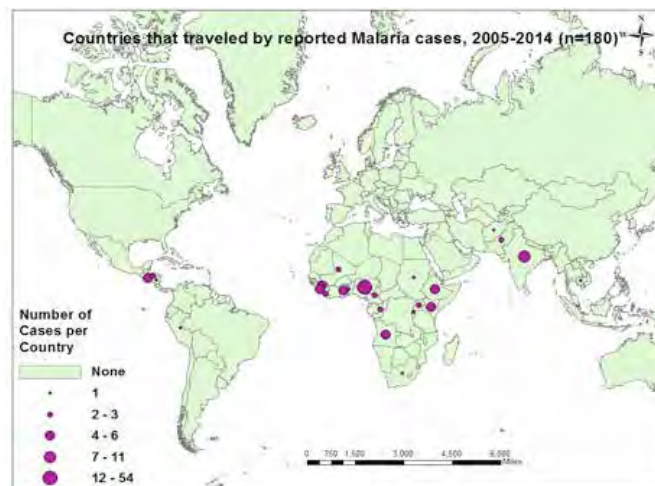 Countries that traveled by reported Malaria cases, 2005-2014 (n=180)
S
Number of
Cases per
Country
None
1
2 - 3
4 - 6
7 - 11
12 - 54
0 750 1,500 3,000 4,500 6,000
Miles